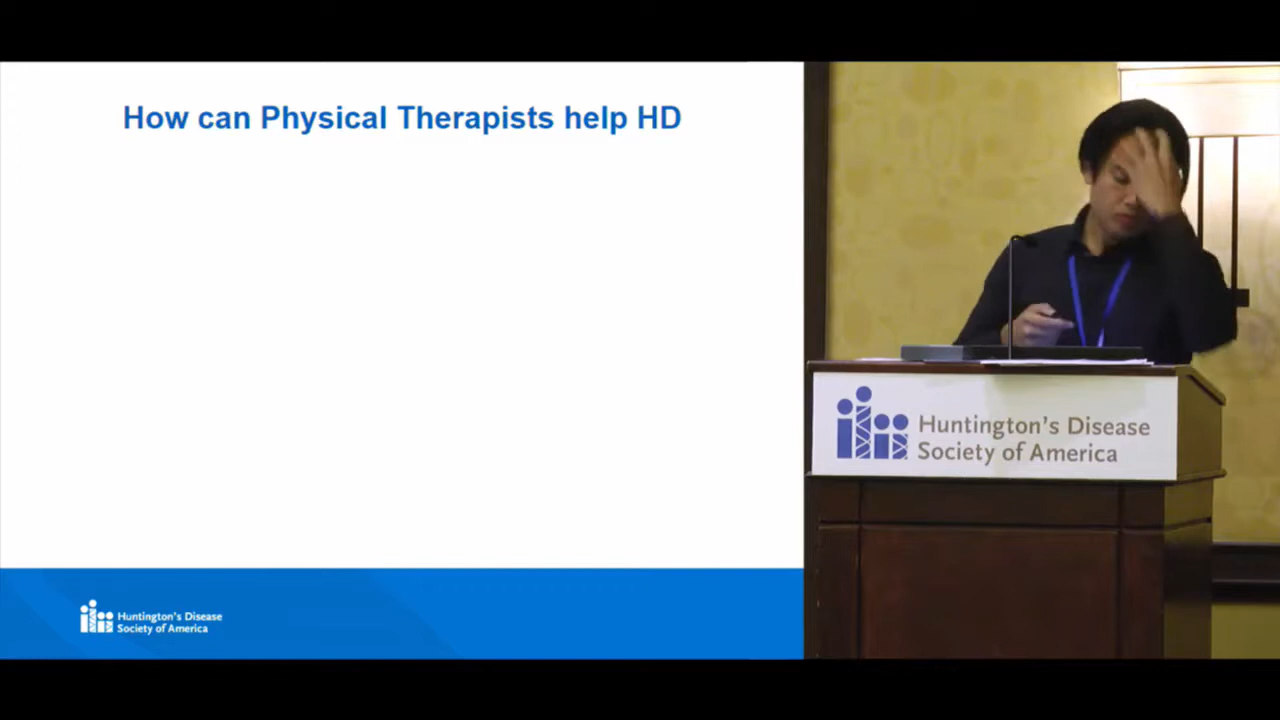 How can Physical Therapists help HD
Huntington's Disease
Society of America
Huntington's Disease
Society of America